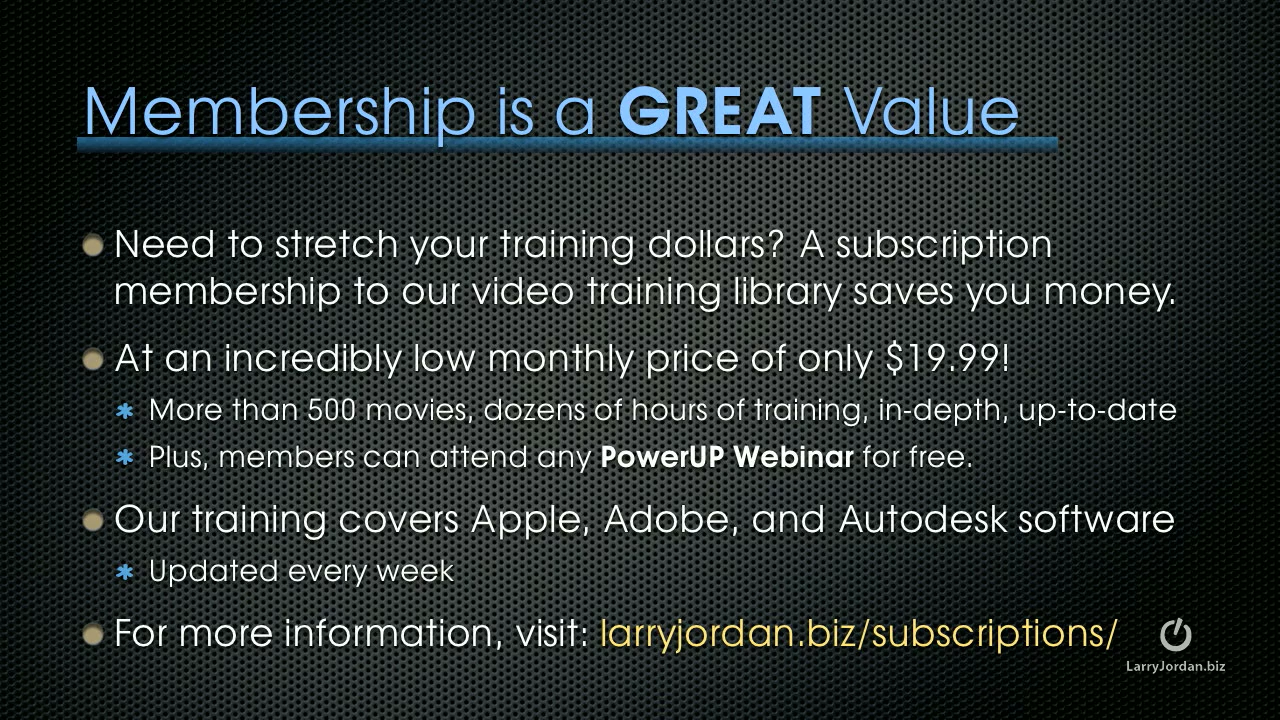 Membership is a GREAT Value
Need to stretch your training dollars? A subscription
membership to our video training library saves you money.
At an incredibly low monthly price of only $19.99!
More than 500 movies, dozens of hours of training, in-depth, up-to-date
Plus, members can attend any PowerUP Webinar for free.
Our training covers Apple, Adobe, and Autodesk software
Updated every week
For more information, visit: larryjordan.biz/subscriptions/
LarryJordan.biz